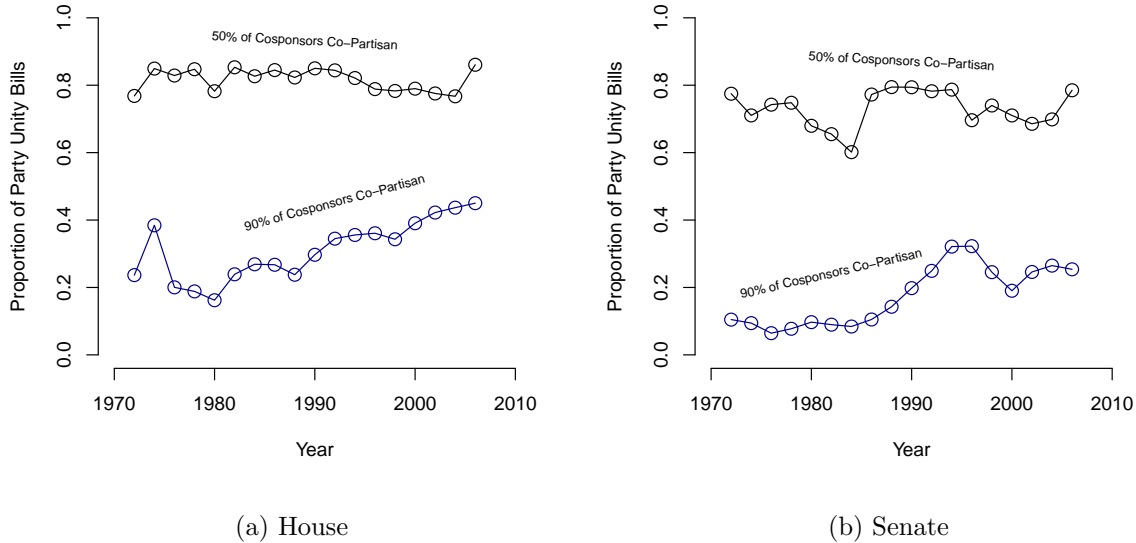 Proportion of Party Unity Bills
1.0
0.8
0.6
0.4
0.2
0.0
50% of Cosponsors Co−Partisan
90% of Cosponsors Co−Partisan
1970 1980 1990 2000 2010
Year
(a) House
Proportion of Party Unity Bills
1.0
0.8
0.6
0.4
0.2
0.0
50% of Cosponsors Co−Partisan
90% of Cosponsors Co−Partisan
1970 1980 1990 2000 2010
Year
(b) Senate